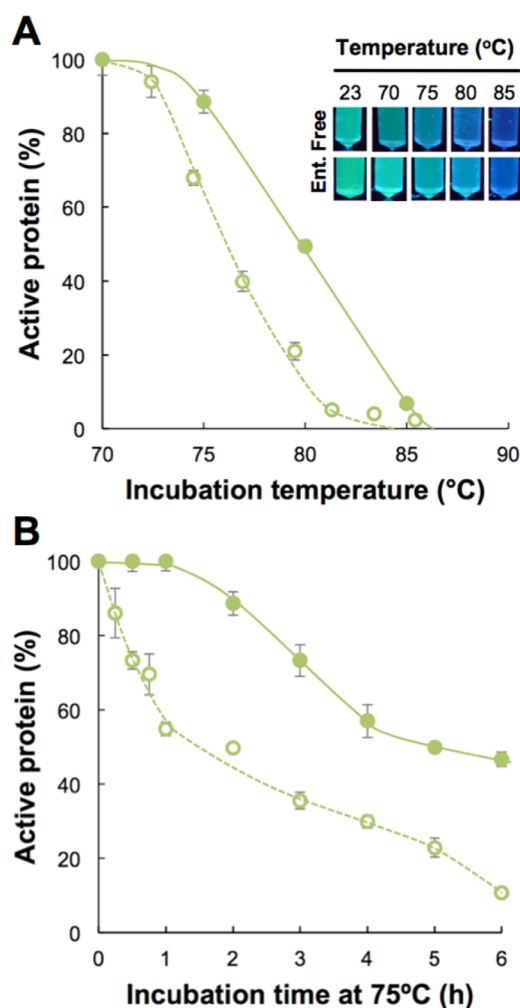 A
Temperature (°C)
23 70 75 80 85
Free
Ent.
100
80
60
40
20
0
Active protein (%)
70 75 80 85 90
Incubation temperature (°C)
B
100
80
60
40
20
0
Active protein (%)
0 1 2 3 4 5 6
Incubation time at 75ºC (h)